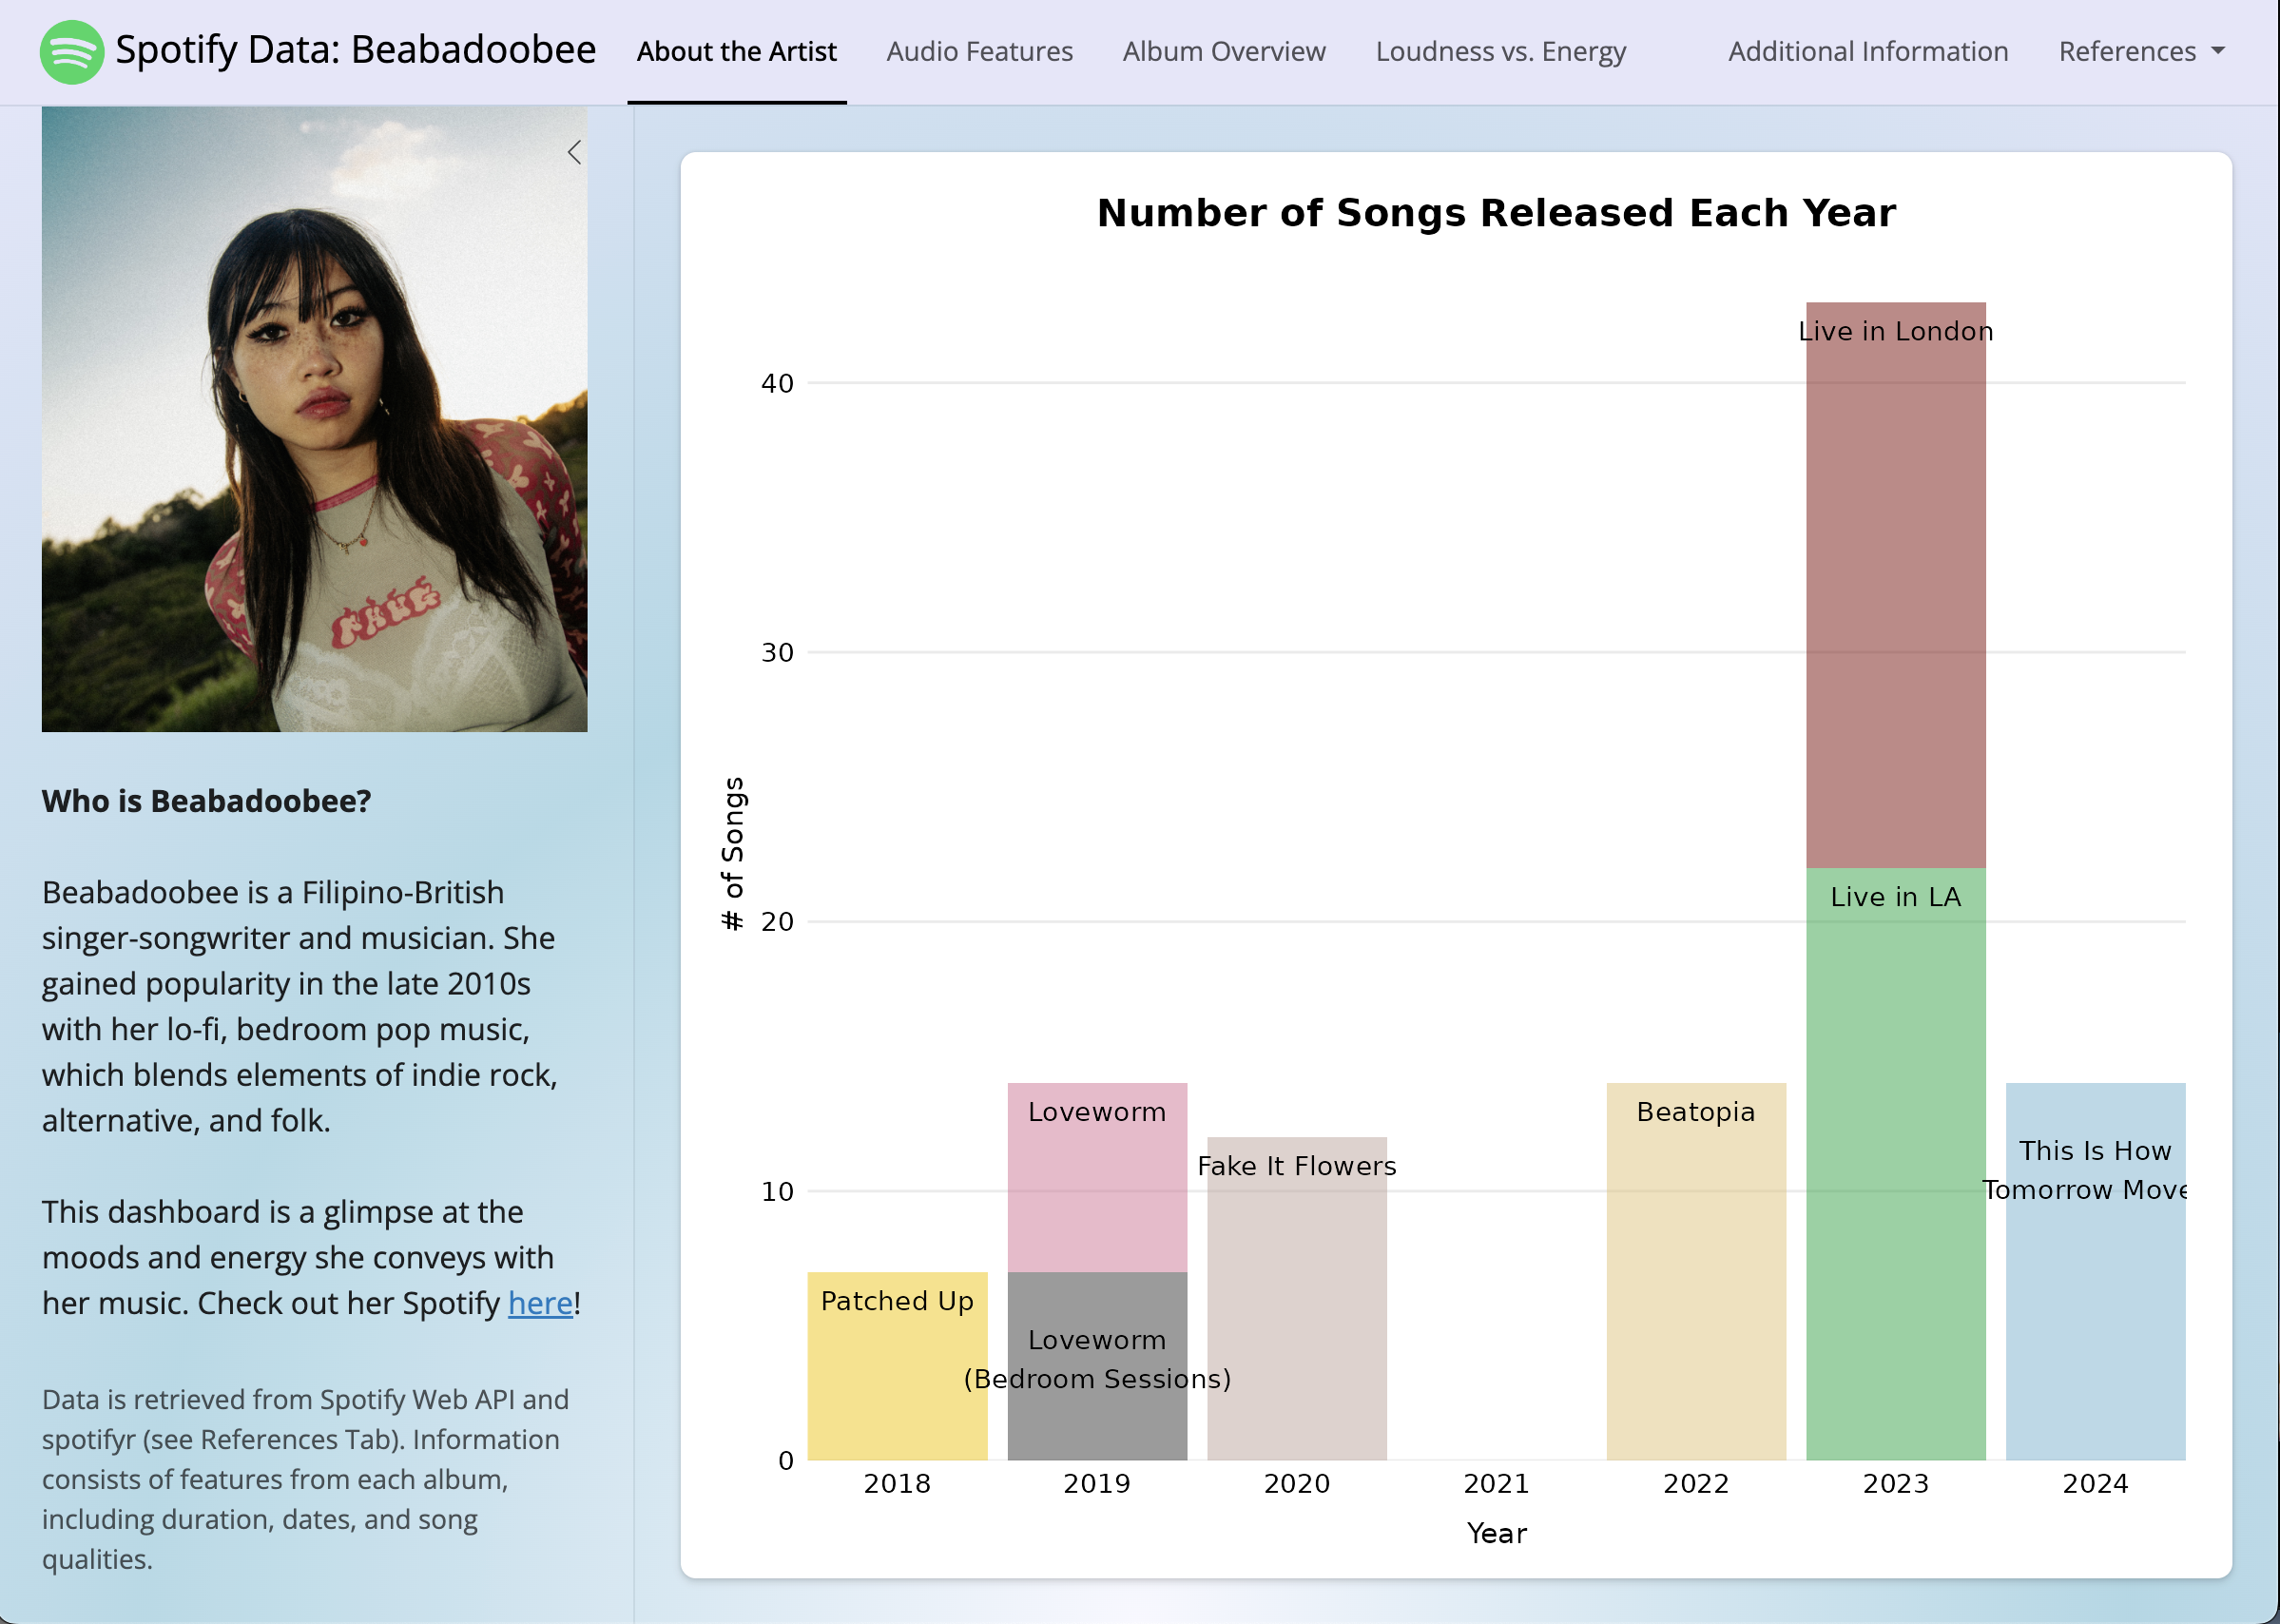 Spotify Data: Beabadoobee
About the Artist
Audio Features
Album Overview
Loudness vs. Energy
Additional Information
References
Who is Beabadoobee?
Beabadoobee is a Filipino-British
singer-songwriter and musician. She
gained popularity in the late 2010s
with her lo-fi, bedroom pop music,
which blends elements of indie rock,
alternative, and folk.
This dashboard is a glimpse at the
moods and energy she conveys with
her music. Check out her Spotify here!
Data is retrieved from Spotify Web API and
spotifyr (see References Tab). Information
consists of features from each album,
including duration, dates, and song
qualities.
Number of Songs Released Each Year
# of Songs
40
30
20
10
0
Live in London
Live in LA
Loveworm
Beatopia
Fake It Flowers
This Is How
Tomorrow Move
Patched Up
Loveworm
(Bedroom Sessions)
2018
2019
2020
2021
2022
2023
2024
Year